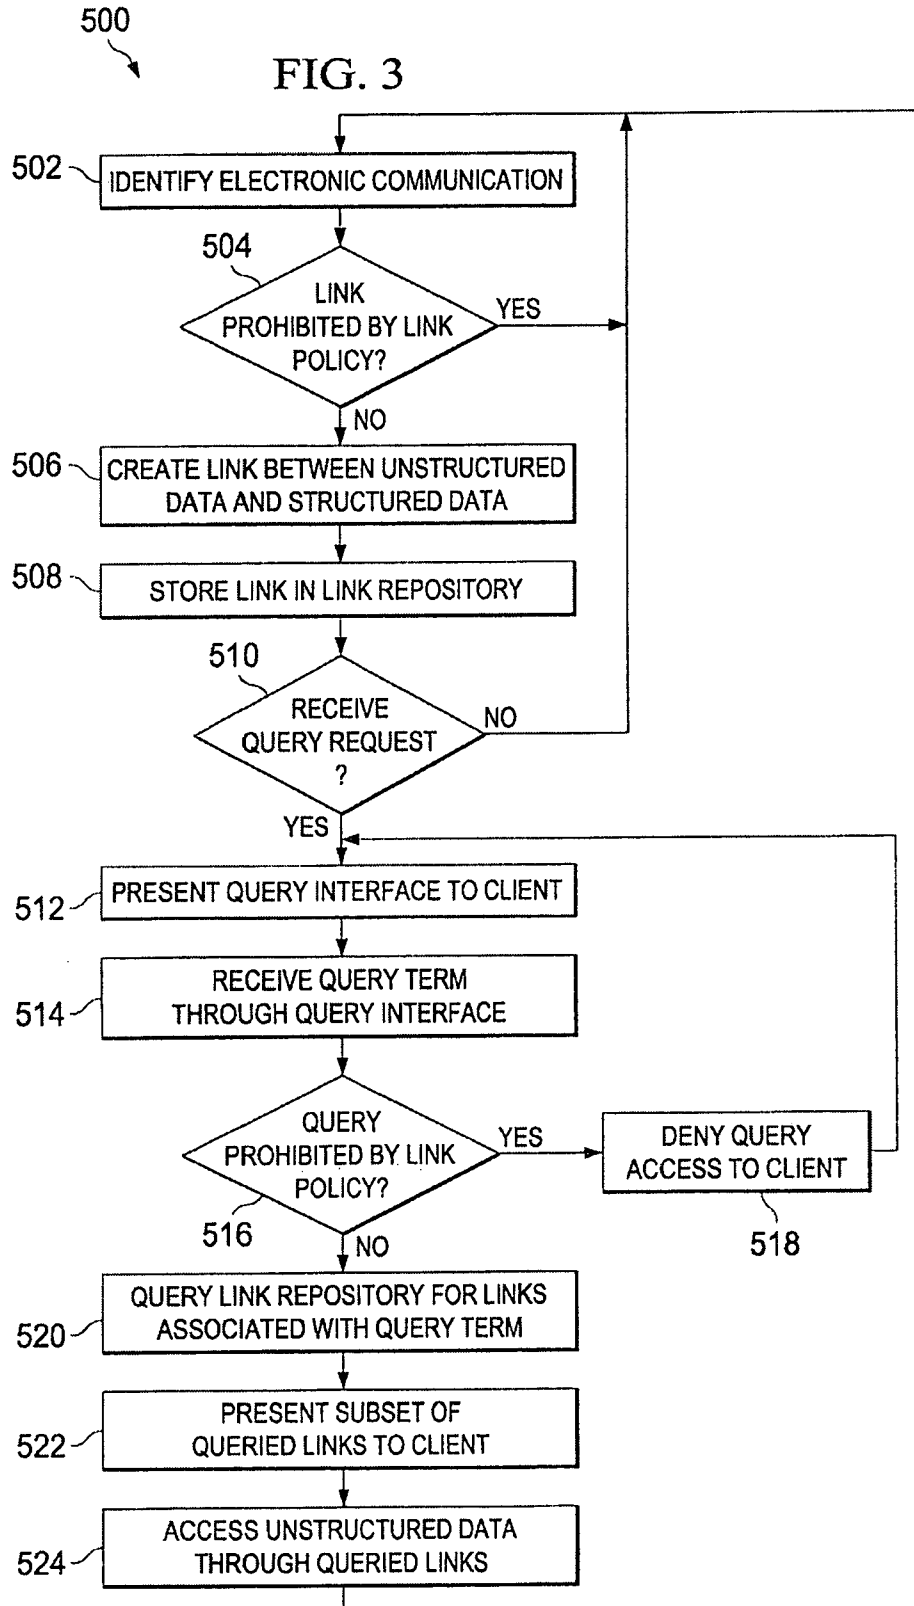 500
FIG. 3
502
IDENTIFY ELECTRONIC COMMUNICATION
504
LINK
PROHIBITED BY LINK
POLICY?
YES
NO
506
CREATE LINK BETWEEN UNSTRUCTURED
DATA AND STRUCTURED DATA
508
STORE LINK IN LINK REPOSITORY
510
RECEIVE
QUERY REQUEST
?
NO
YES
512
PRESENT QUERY INTERFACE TO CLIENT
514
RECEIVE QUERY TERM
THROUGH QUERY INTERFACE
QUERY
PROHIBITED BY LINK
POLICY?
516
YES
DENY QUERY
ACCESS TO CLIENT
518
NO
520
QUERY LINK REPOSITORY FOR LINKS
ASSOCIATED WITH QUERY TERM
522
PRESENT SUBSET OF
QUERIED LINKS TO CLIENT
524
ACCESS UNSTRUCTURED DATA
THROUGH QUERIED LINKS